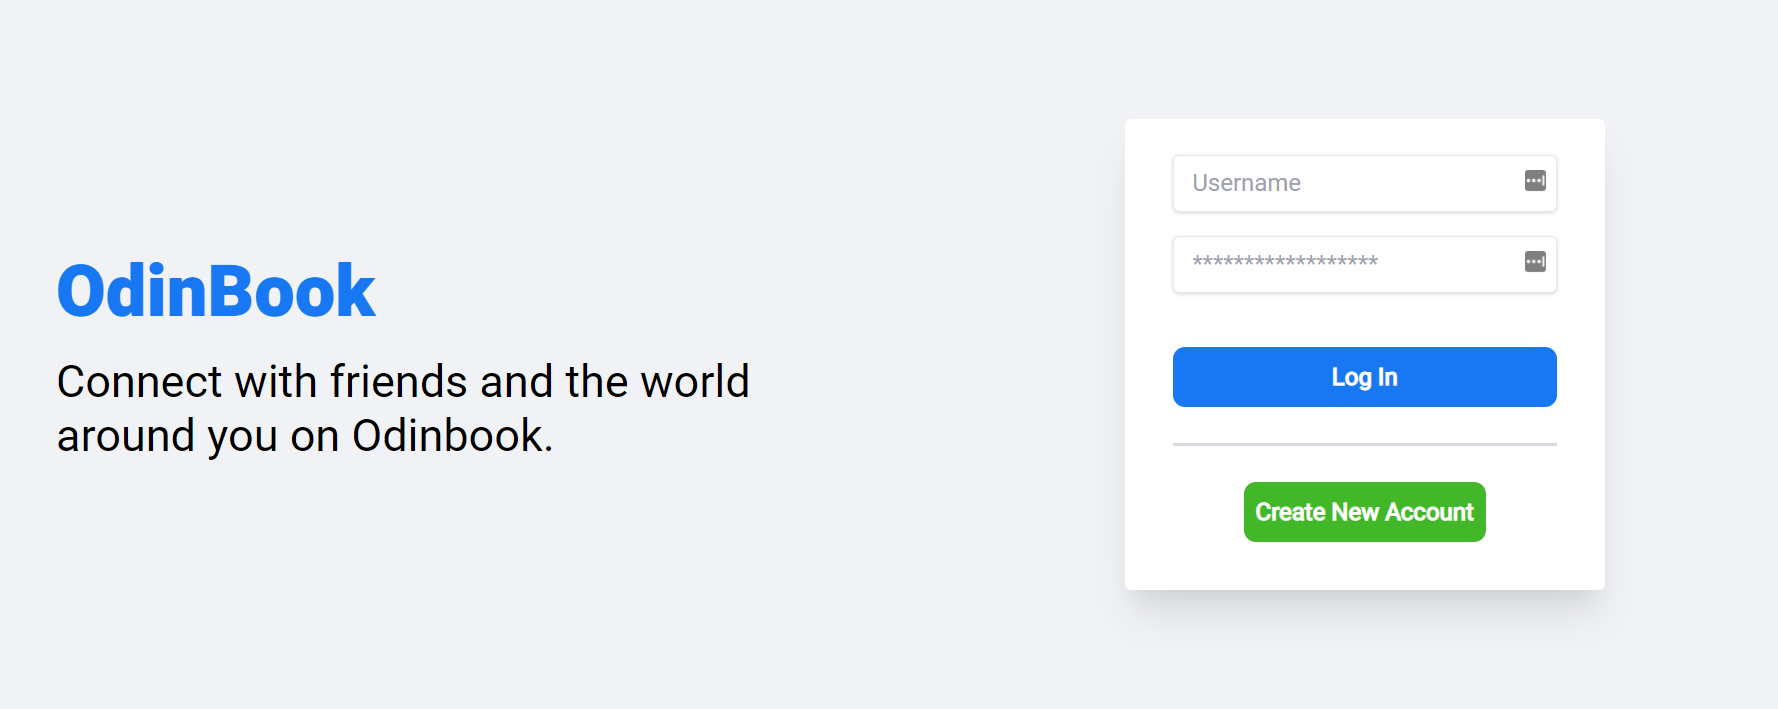 OdinBook
Connect with friends and the world
around you on Odinbook.
Username
******************
Log In
Create New Account